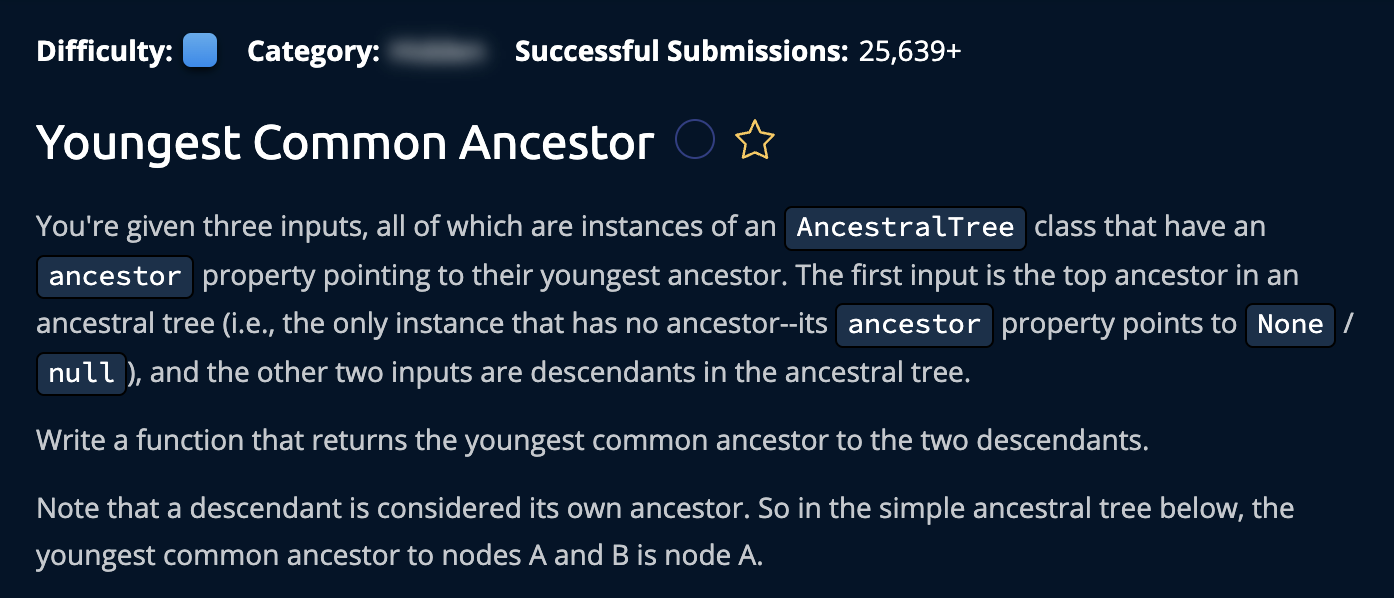 Difficulty: Category: Successful Submissions: 25,639+
Youngest Common Ancestor
You're given three inputs, all of which are instances of an AncestralTree class that have an
ancestor property pointing to their youngest ancestor. The first input is the top ancestor in an
ancestral tree (i.e., the only instance that has no ancestor--its ancestor property points to None /
null), and the other two inputs are descendants in the ancestral tree.
Write a function that returns the youngest common ancestor to the two descendants.
Note that a descendant is considered its own ancestor. So in the simple ancestral tree below, the
youngest common ancestor to nodes A and B is node A.